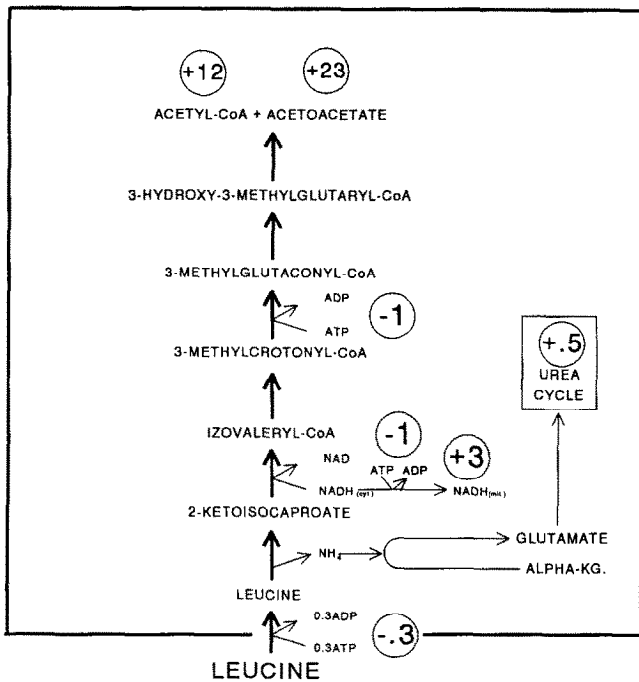 +12 +23
ACETYL-CoA + ACETOACETATE
3-HYDROXY-3-METHYLGLUTARYL-CoA
3-METHYLGLUTACONYL-CoA
ADP
-1
ATP
3-METHYLCROTONYL-CoA
+.5
UREA
CYCLE
IZOVALERYL-CoA
-1
+3
NAD
ATP ADP
NADH (cyt) NADH (mit)
2-KETOISOCAPROATE
NH4
GLUTAMATE
ALPHA-KG.
LEUCINE
0.3ADP
-.3
0.3ATP
LEUCINE